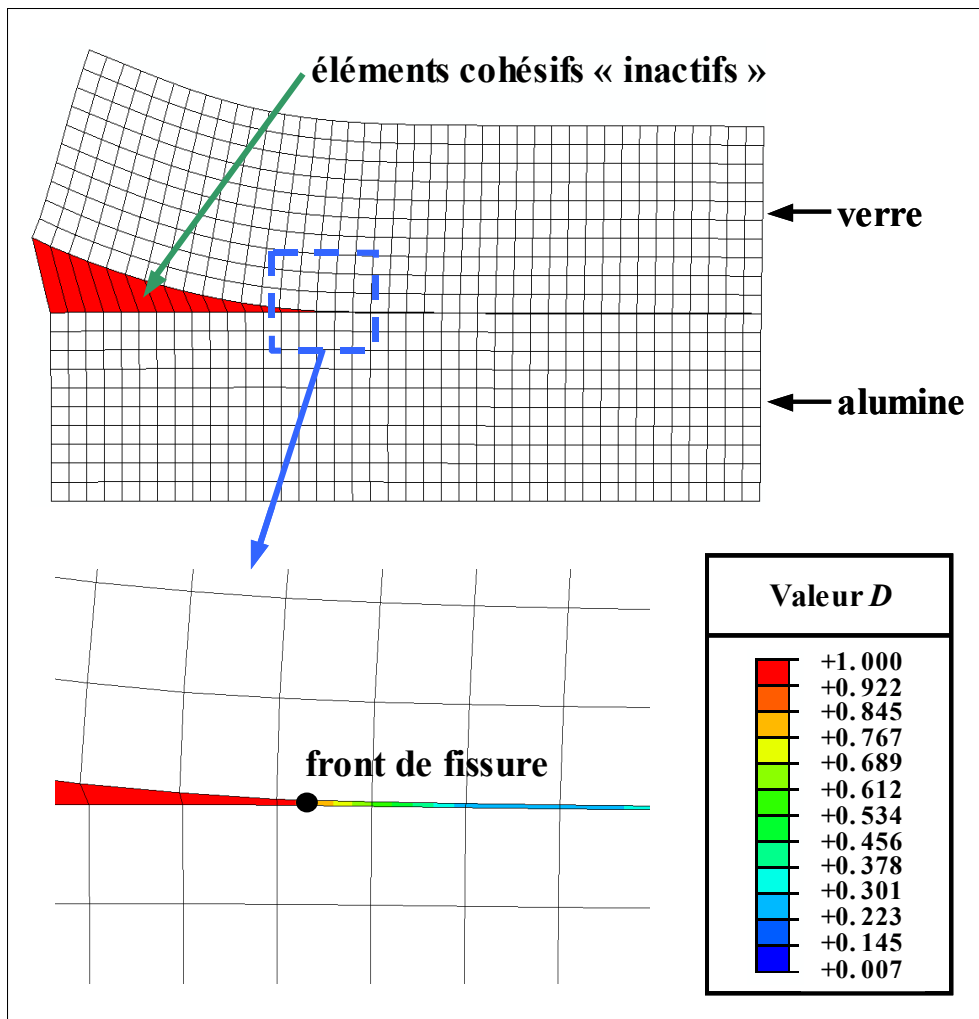 éléments cohésifs « inactifs »
verre
alumine
front de fissure
Valeur D
+1.000
+0.922
+0.845
+0.767
+0.689
+0.612
+0.534
+0.456
+0.378
+0.301
+0.223
+0.145
+0.007